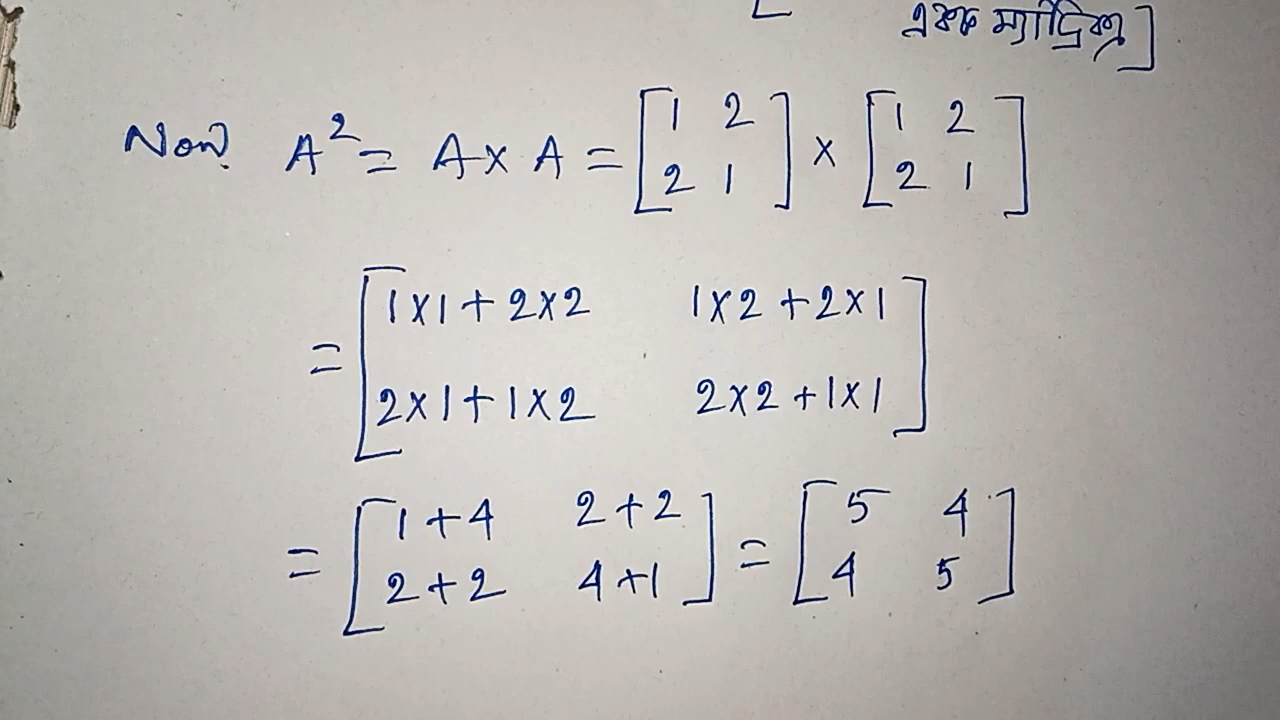 [ একক ম্যাট্রিক্স ]
Now. A² = A × A = [1 2 2 1] × [1 2 2 1]
= [1×1+2×2 1×2+2×1
2×1+1×2 2×2+1×1]
= [1+4 2+2 2+2 4+1] = [5 4 4 5]